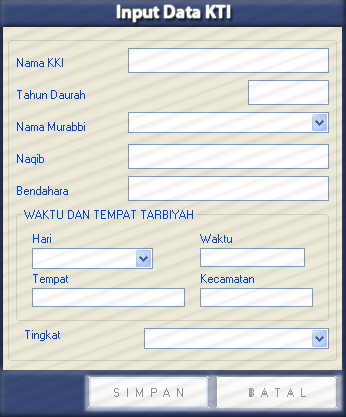 Input Data KTI
Nama KKI
Tahun Daurah
Nama Murabbi
Naqib
Bendahara
WAKTU DAN TEMPAT TARBIYAH
Hari Waktu
Tempat Kecamatan
Tingkat
SIMPAN BATAL